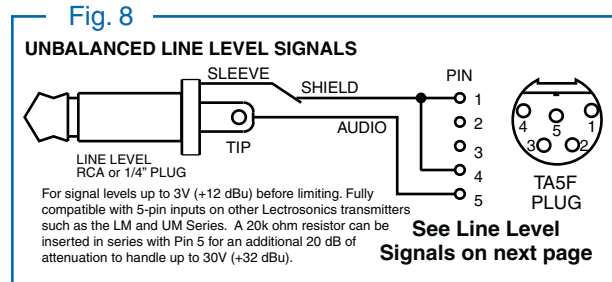 Fig. 8
UNBALANCED LINE LEVEL SIGNALS
SLEEVE
SHIELD
AUDIO
TIP
LINE LEVEL
RCA or 1/4" PLUG
PIN
1
2
3
4
5
4
5
1
3
2
TA5F
PLUG
For signal levels up to 3V (+12 dBu) before limiting. Fully
compatible with 5-pin inputs on other Lectrosonics transmitters
such as the LM and UM Series. A 20k ohm resistor can be
inserted in series with Pin 5 for an additional 20 dB of
attenuation to handle up to 30V (+32 dBu).
See Line Level
Signals on next page